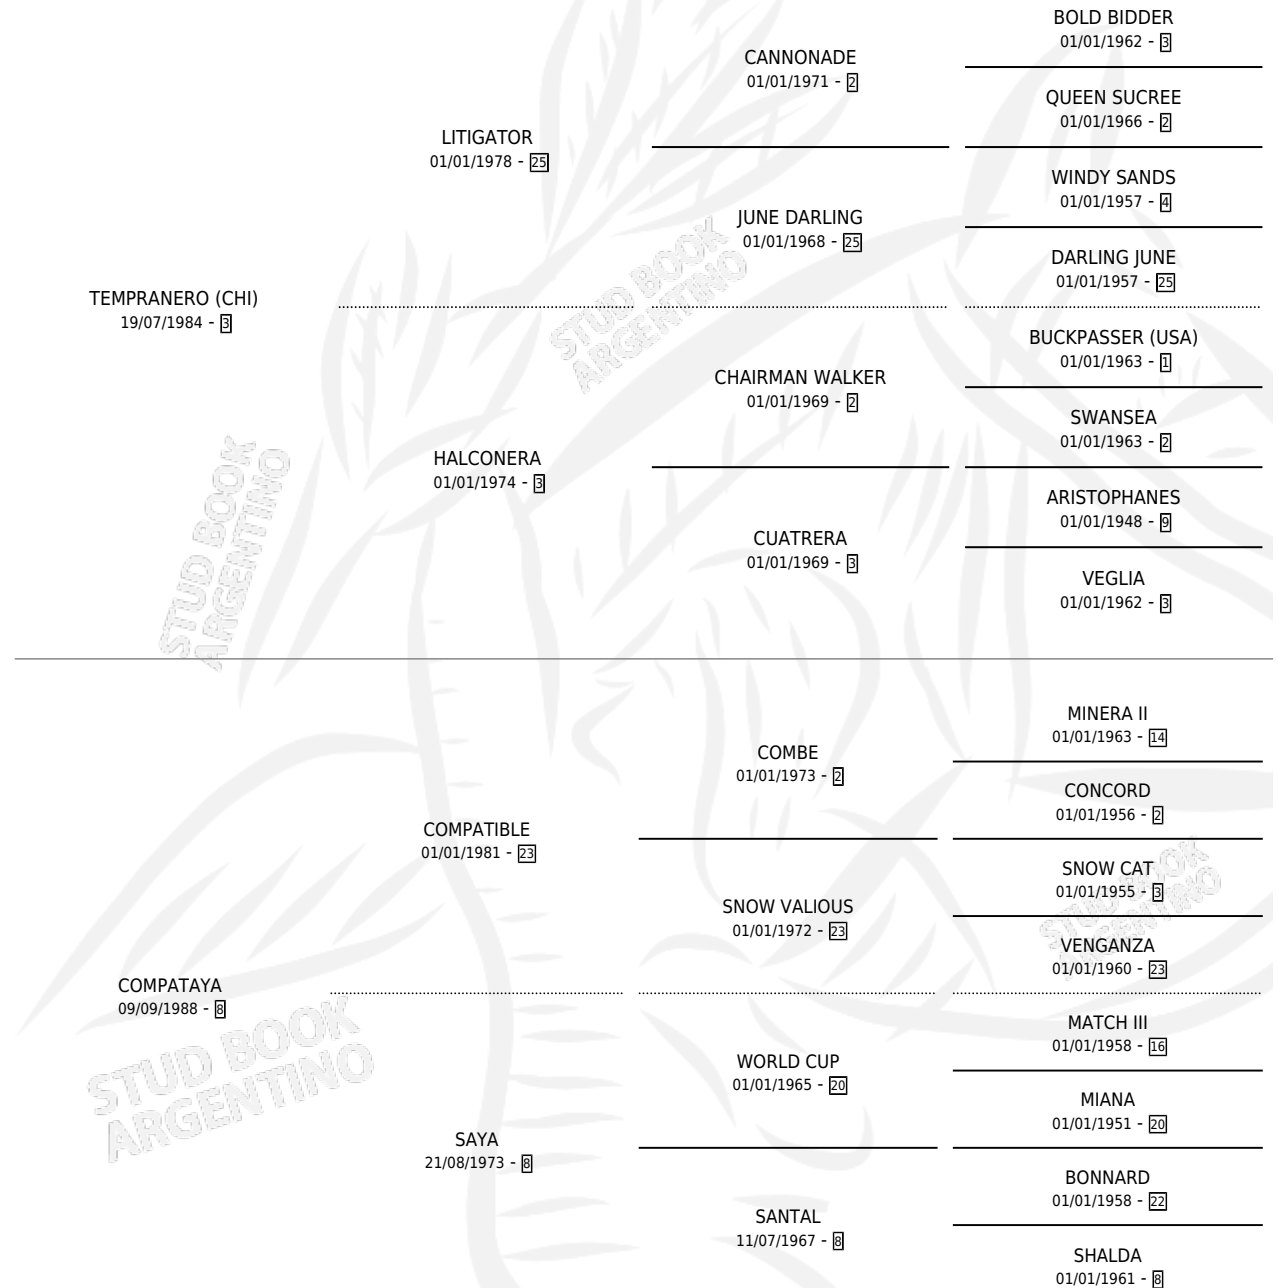 BOLD BIDDER
01/01/1962 - 3
CANNONADE
01/01/1971 - 2
QUEEN SUCREE
01/01/1966 - 2
LITIGATOR
01/01/1978 - 25
WINDY SANDS
01/01/1957 - 4
JUNE DARLING
01/01/1968 - 25
DARLING JUNE
01/01/1957 - 25
TEMPRANERO (CHI)
19/07/1984 - 3
BUCKPASSER (USA)
01/01/1963 - 1
CHAIRMAN WALKER
01/01/1969 - 2
SWANSEA
01/01/1963 - 2
HALCONERA
01/01/1974 - 3
ARISTOPHANES
01/01/1948 - 9
CUATRERA
01/01/1969 - 3
VEGLIA
01/01/1962 - 3
STUD BOOK
ARGENTINO
STUD BOOK
ARGENTINO
MINERA II
01/01/1963 - 14
COMBE
01/01/1973 - 2
CONCORD
01/01/1956 - 2
COMPATIBLE
01/01/1981 - 23
SNOW CAT
01/01/1955 - 3
SNOW VALIOUS
01/01/1972 - 23
VENGANZA
01/01/1960 - 23
STUD BOOK
ARGENTINO
COMPATAYA
09/09/1988 - 8
MATCH III
01/01/1958 - 16
WORLD CUP
01/01/1965 - 20
MIANA
01/01/1951 - 20
STUD BOOK
ARGENTINO
SAYA
21/08/1973 - 8
BONNARD
01/01/1958 - 22
SANTAL
11/07/1967 - 8
SHALDA
01/01/1961 - 8